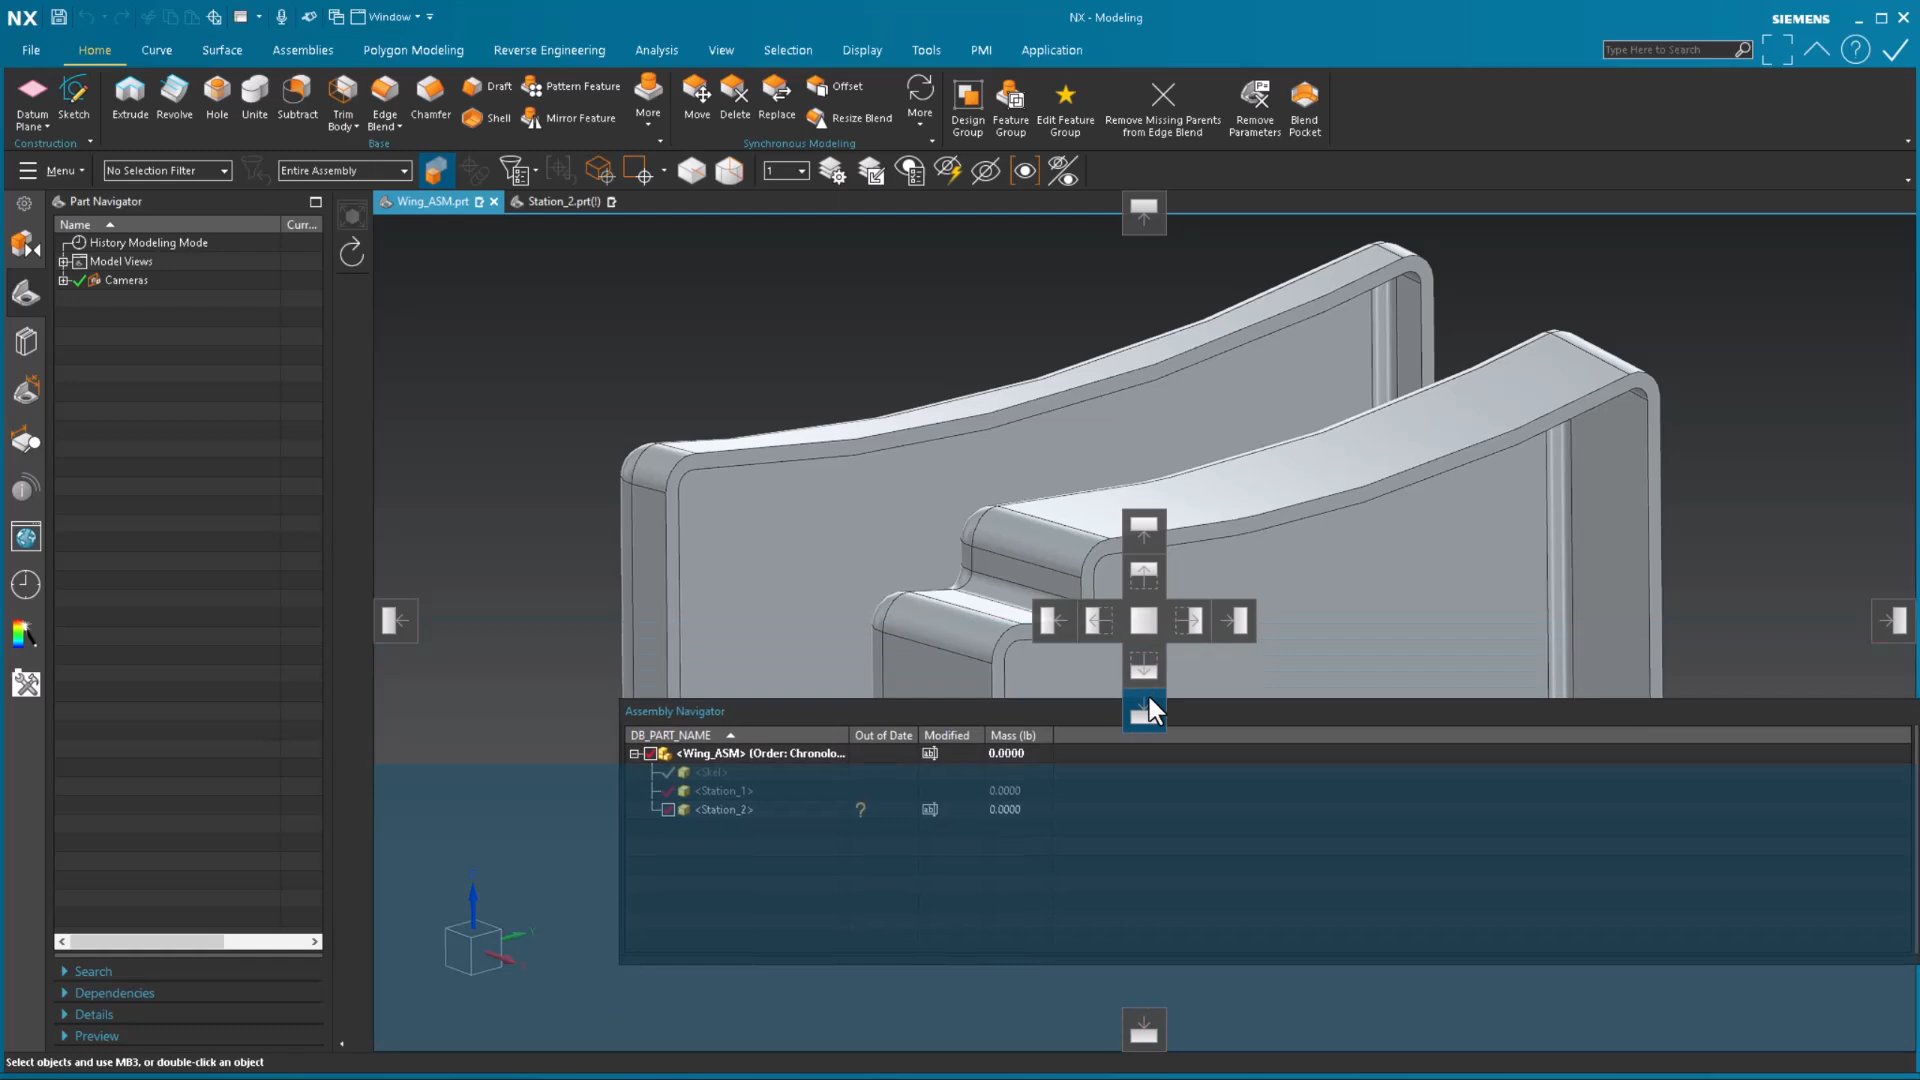 NX
Window
NX - Modeling
SIEMENS
File
Home
Curve
Surface
Assemblies
Polygon Modeling
Reverse Engineering
Analysis
View
Selection
Display
Tools
PMI
Application
Type Here to Search
Datum Plane
Sketch
Extrude
Revolve
Hole
Unite
Subtract
Trim Body
Edge Blend
Chamfer
Draft
Shell
Pattern Feature
Mirror Feature
More
Move
Delete
Replace
Offset
Resize Blend
More
Design Group
Feature Group
Edit Feature Group
Remove Missing Parents from Edge Blend
Remove Parameters
Blend Pocket
Construction
Base
Synchronous Modeling
Menu
No Selection Filter
Entire Assembly
1
Part Navigator
Wing_ASM.prt
Station_2.prt(!)
Name
Curr...
History Modeling Mode
Model Views
Cameras
Assembly Navigator
DB_PART_NAME
Out of Date
Modified
Mass (lb)
<Wing_ASM> (Order: Chronolo...
0.0000
<Skel>
<Station_1>
0.0000
<Station_2>
?
0.0000
Z
Y
X
Search
Dependencies
Details
Preview
Select objects and use MB3, or double-click an object